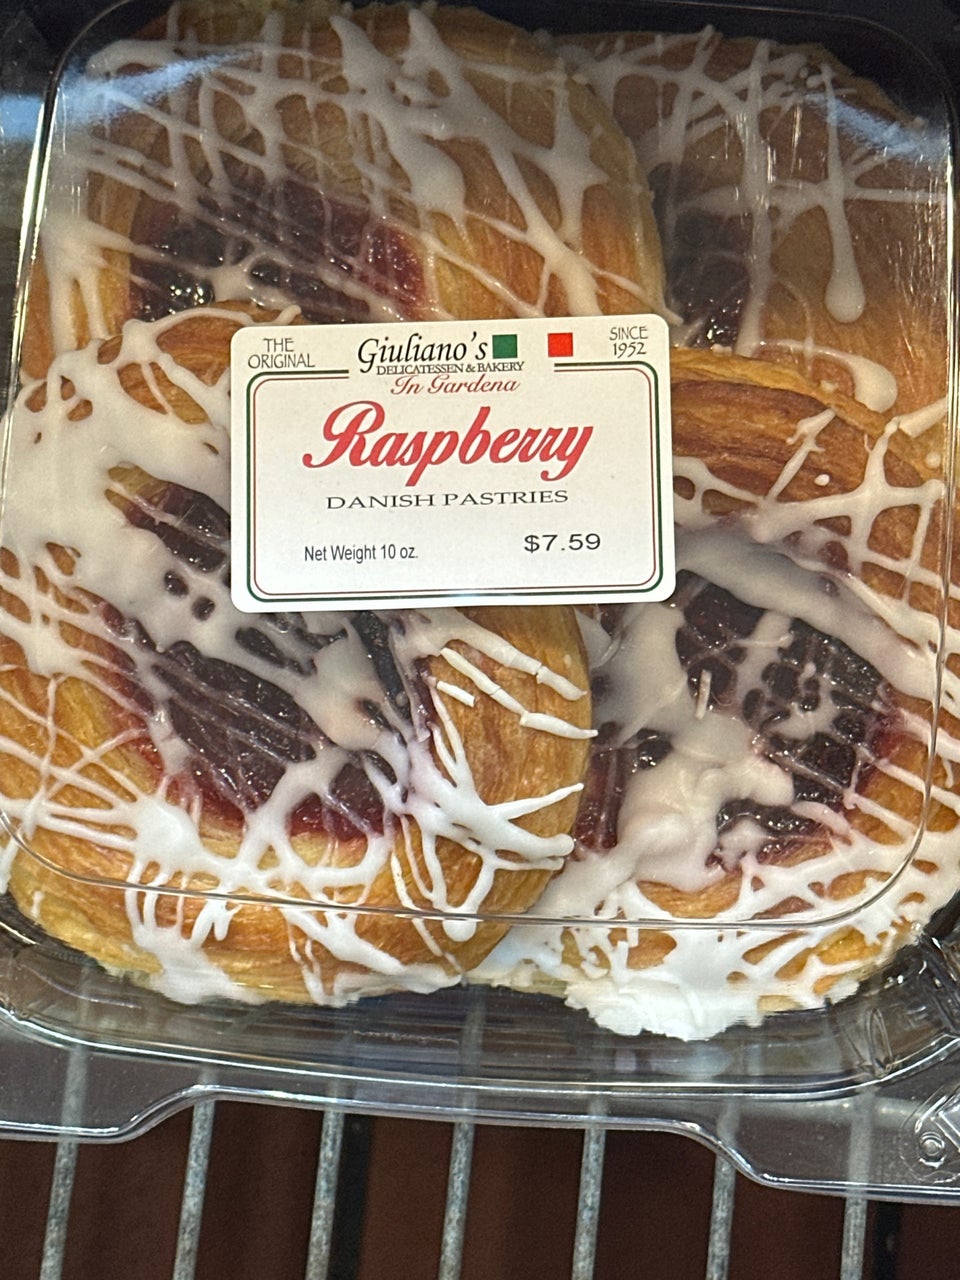 THE
ORIGINAL
Giuliano's
DELICATESSEN & BAKERY
In Gardena
SINCE
1952
Raspberry
DANISH PASTRIES
Net Weight 10 oz.
$7.59